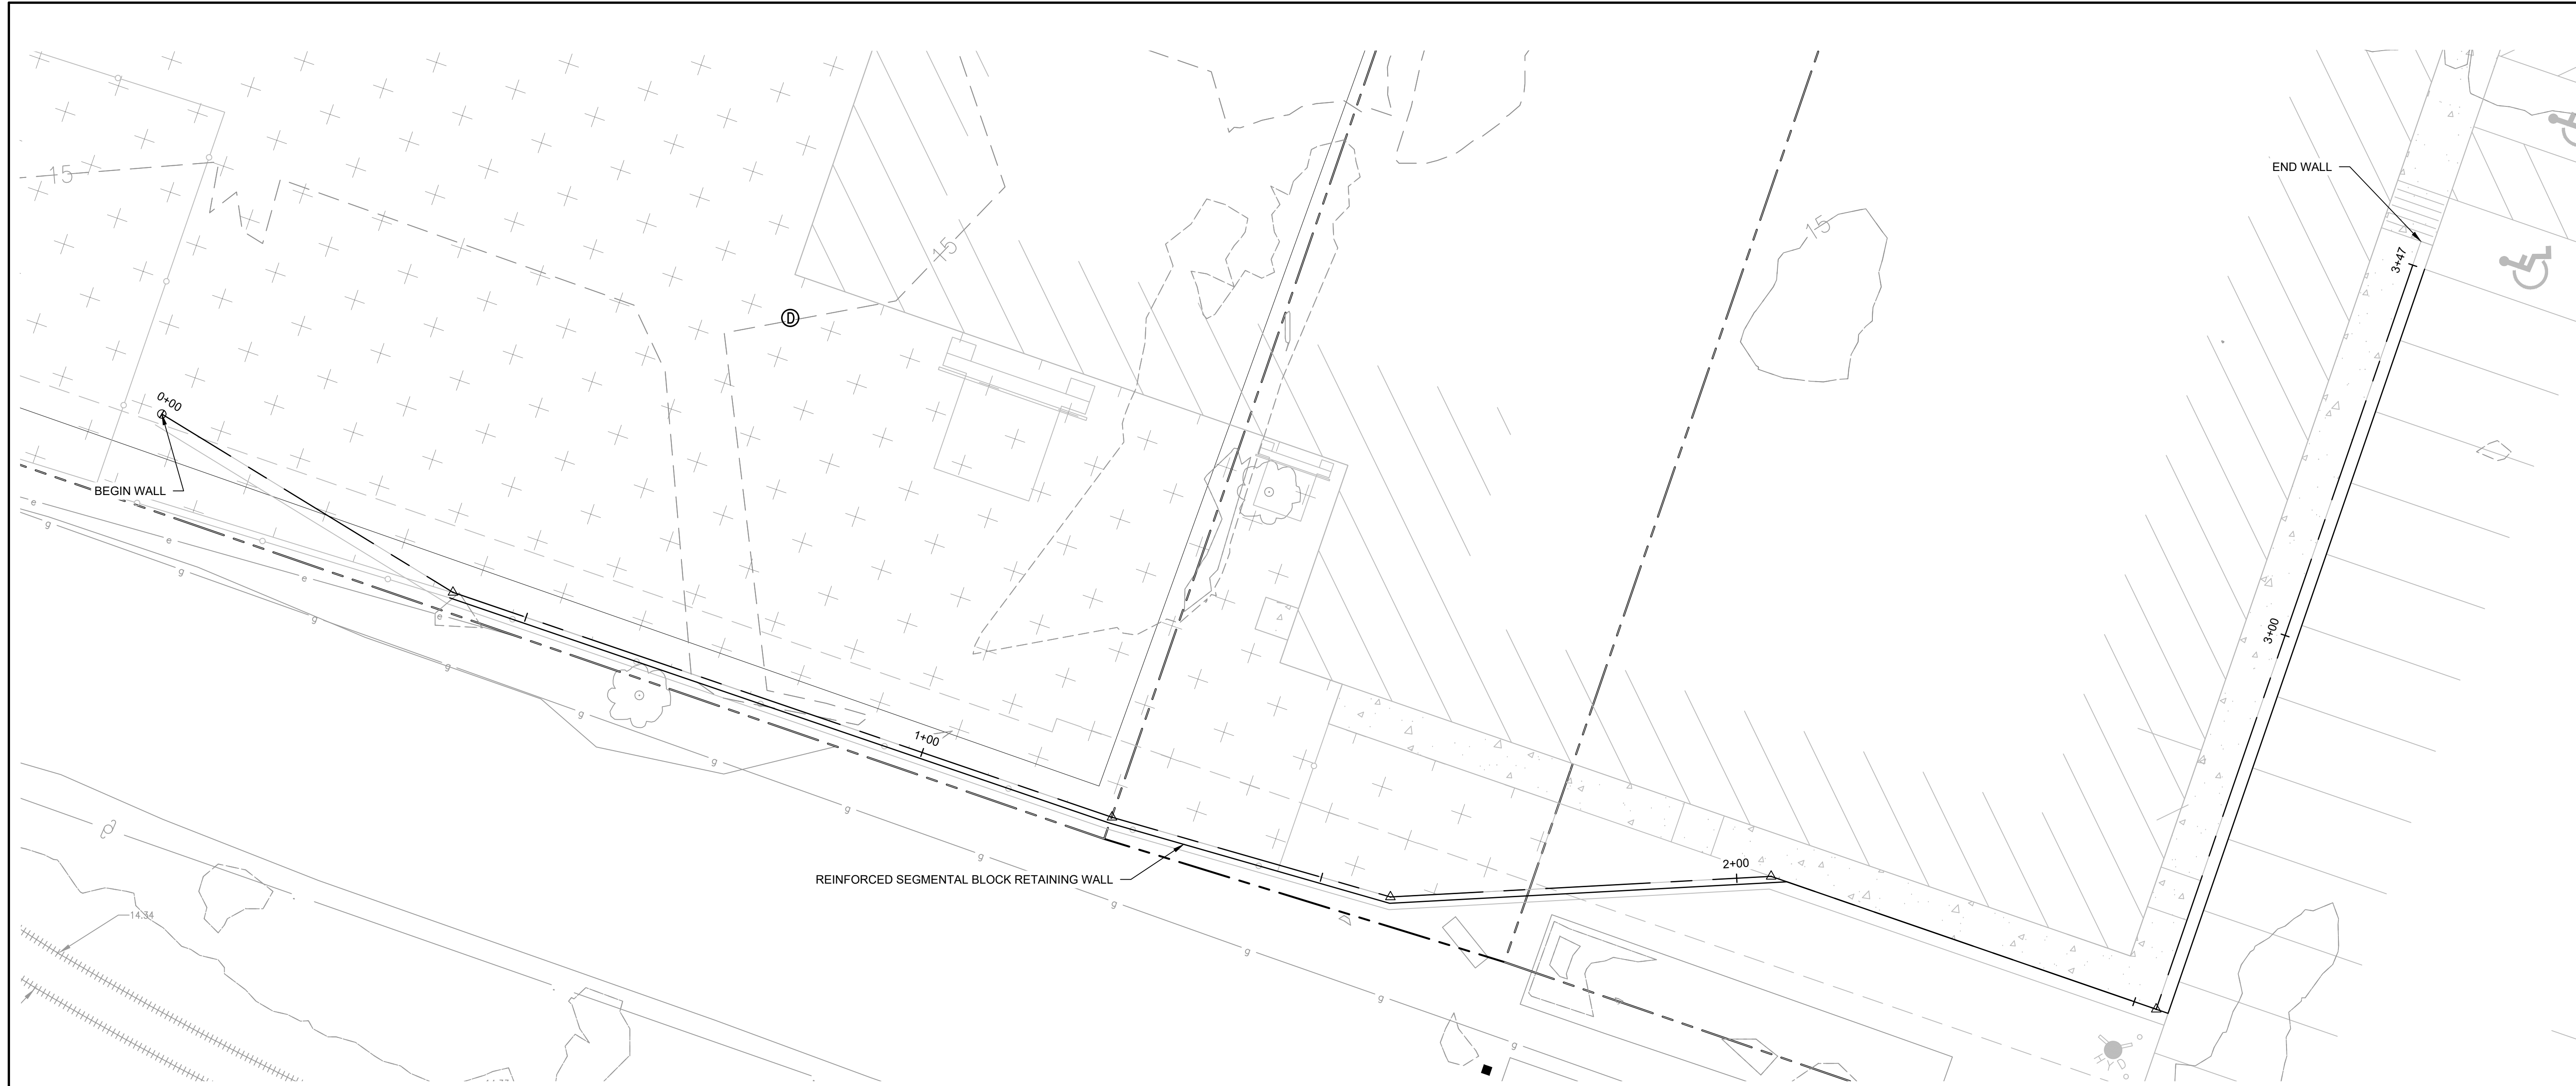 END WALL
15
15
15
3+47
0+00
BEGIN WALL
e
g
e
g
e
g
e
g
g
3+00
g
1+00
g
2+00
REINFORCED SEGMENTAL BLOCK RETAINING WALL
g
g
g
14.34
g
g
HYD